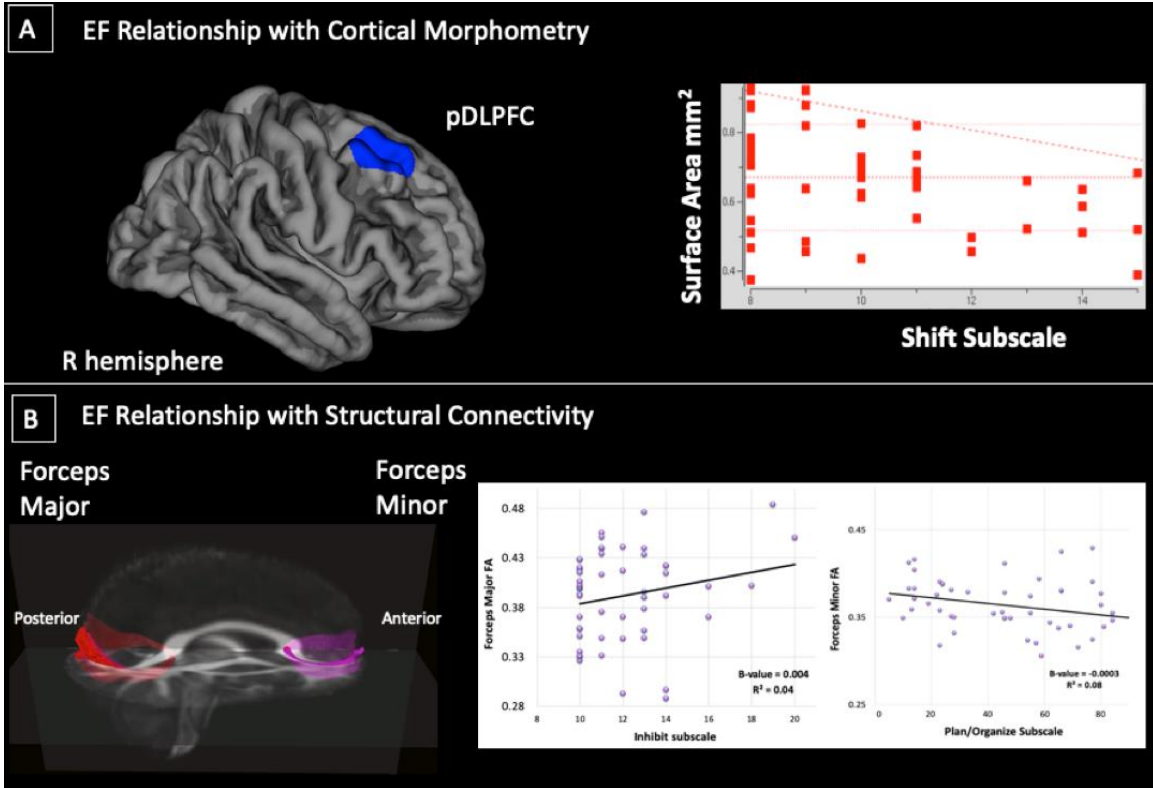 A
EF Relationship with Cortical Morphometry
pDLPFC
R hemisphere
Surface Area mm²
0.8
0.6
0.4
8
10
12
14
Shift Subscale
B
EF Relationship with Structural Connectivity
Forceps
Major
Forceps
Minor
Posterior
Anterior
Forceps Major FA
0.48
0.43
0.38
0.33
0.28
8
10
12
14
16
18
20
B-value = 0.004
R² = 0.04
Inhibit subscale
Forceps Minor FA
0.45
0.35
0.25
0
20
40
60
80
B-value = -0.0003
R² = 0.08
Plan/Organize Subscale